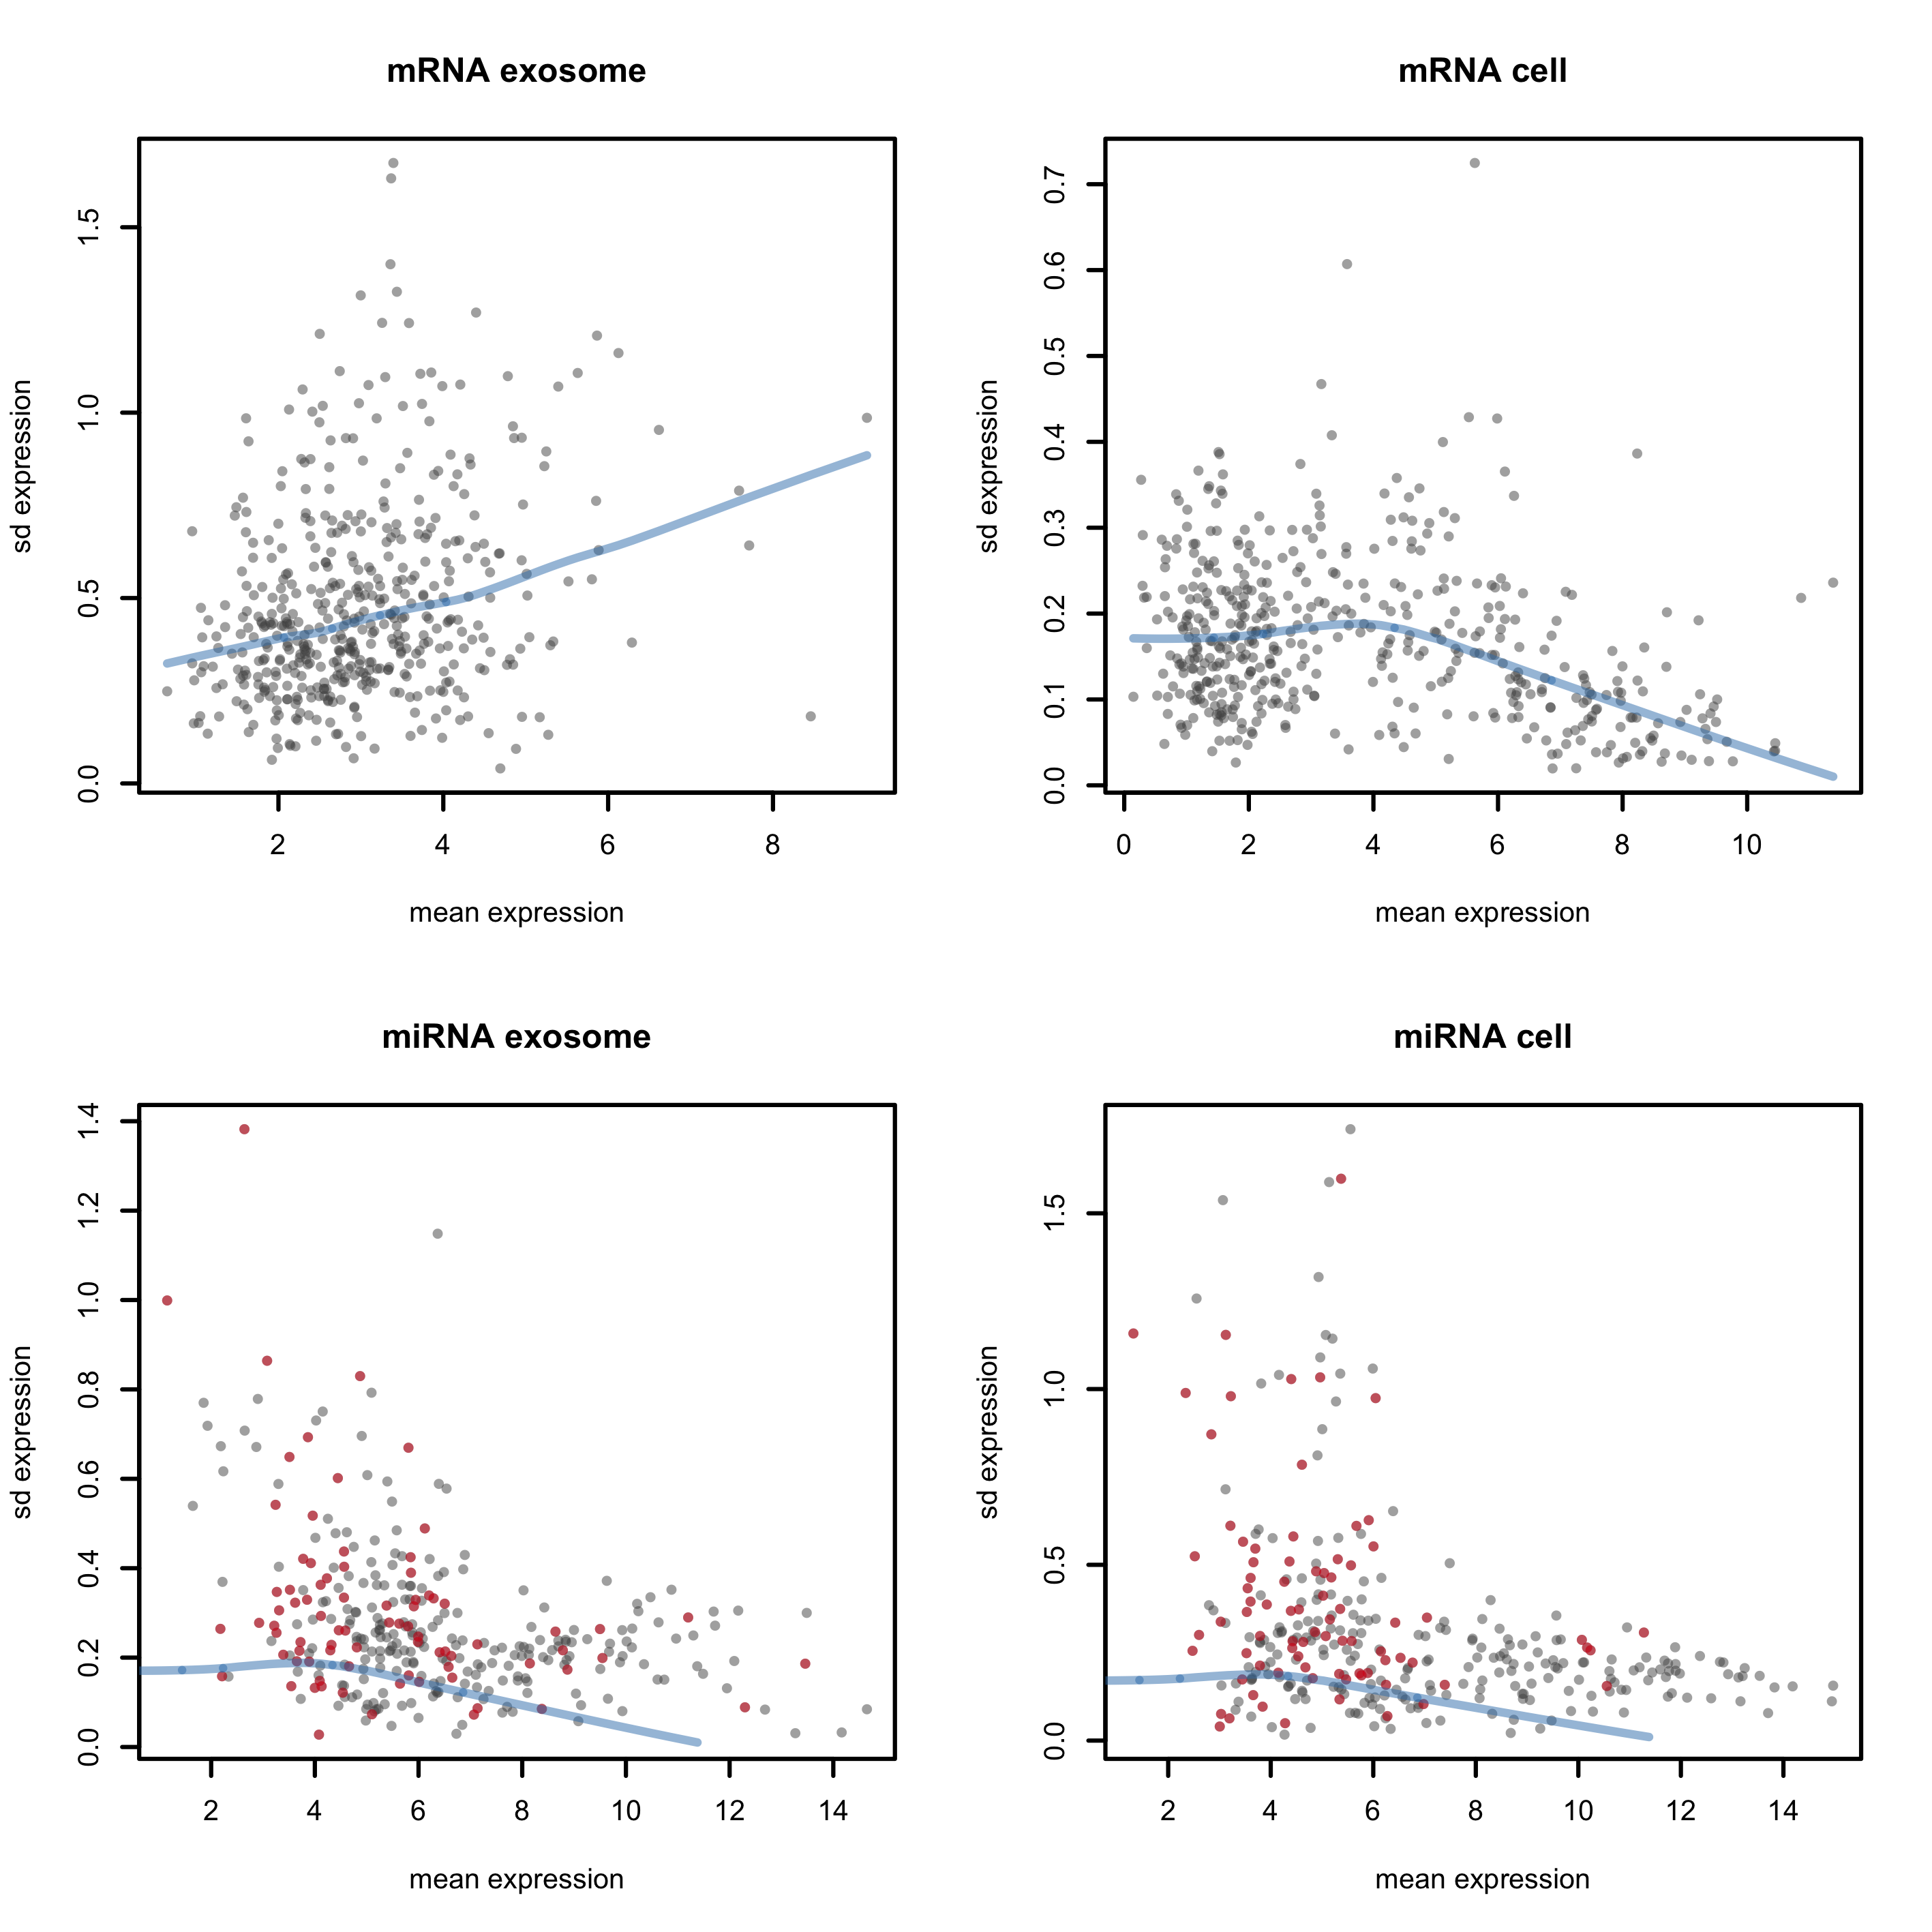 mRNA exosome
sd expression
0.0 0.5 1.0 1.5
2 4 6 8
mean expression
mRNA cell
sd expression
0.0 0.1 0.2 0.3 0.4 0.5 0.6 0.7
0 2 4 6 8 10
mean expression
miRNA exosome
sd expression
0.0 0.2 0.4 0.6 0.8 1.0 1.2 1.4
2 4 6 8 10 12 14
mean expression
miRNA cell
sd expression
0.0 0.5 1.0 1.5
2 4 6 8 10 12 14
mean expression